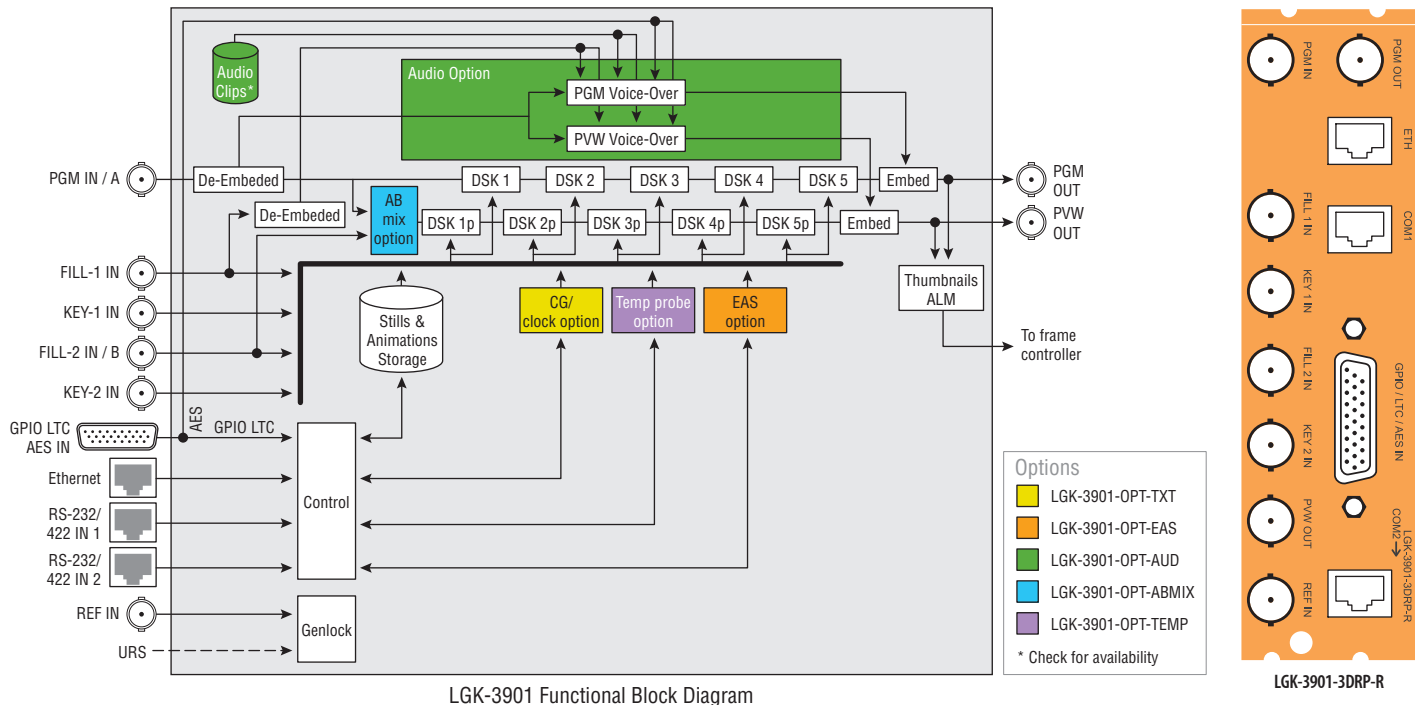 Audio
Clips*
Audio Option
PGM Voice-Over
PVW Voice-Over
PGM IN / A
De-Embeded
De-Embeded
AB
mix
option
DSK 1
DSK 2
DSK 3
DSK 4
DSK 5
Embed
DSK 1p
DSK 2p
DSK 3p
DSK 4p
DSK 5p
Embed
PGM
OUT
PVW
OUT
FILL-1 IN
KEY-1 IN
FILL-2 IN / B
KEY-2 IN
Stills &
Animations
Storage
CG/
clock option
Temp probe
option
EAS
option
Thumbnails
ALM
To frame
controller
GPIO LTC
AES IN
AES
GPIO LTC
Ethernet
RS-232/
422 IN 1
RS-232/
422 IN 2
Control
REF IN
URS
Genlock
Options
LGK-3901-OPT-TXT
LGK-3901-OPT-EAS
LGK-3901-OPT-AUD
LGK-3901-OPT-ABMIX
LGK-3901-OPT-TEMP
* Check for availability
LGK-3901 Functional Block Diagram
PGM IN
PGM OUT
ETH
FILL 1 IN
COM1
KEY 1 IN
FILL 2 IN
GPIO / LTC / AES IN
KEY 2 IN
PVW OUT
COM2
LGK-3901-3DRP-R
REF IN
LGK-3901-3DRP-R